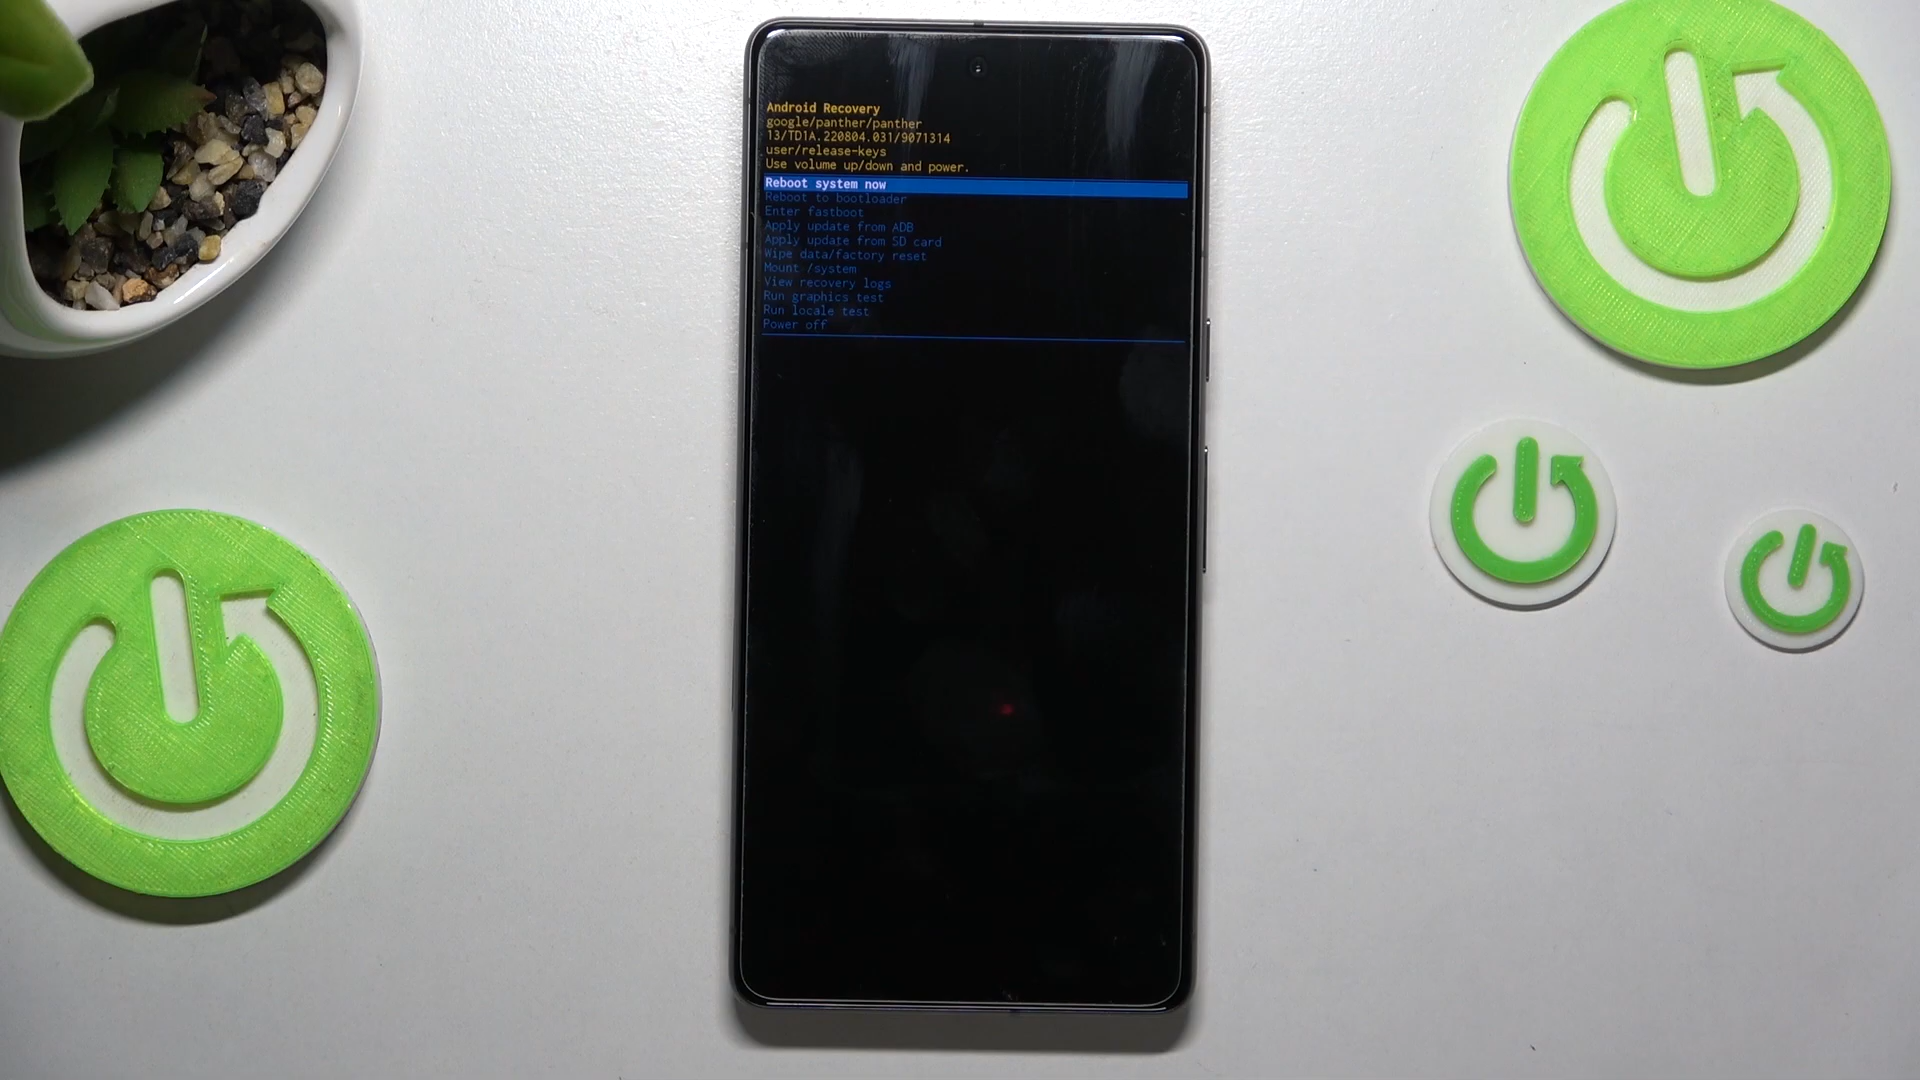 Android Recovery
google/panther/panther
13/TD1A.220804.031/9071314
user/release-keys
Use volume up/down and power.
Reboot system now
Reboot to bootloader
Enter fastboot
Apply update from ADB
Apply update from SD card
Wipe data/factory reset
Mount /system
View recovery logs
Run graphics test
Run locale test
Power off